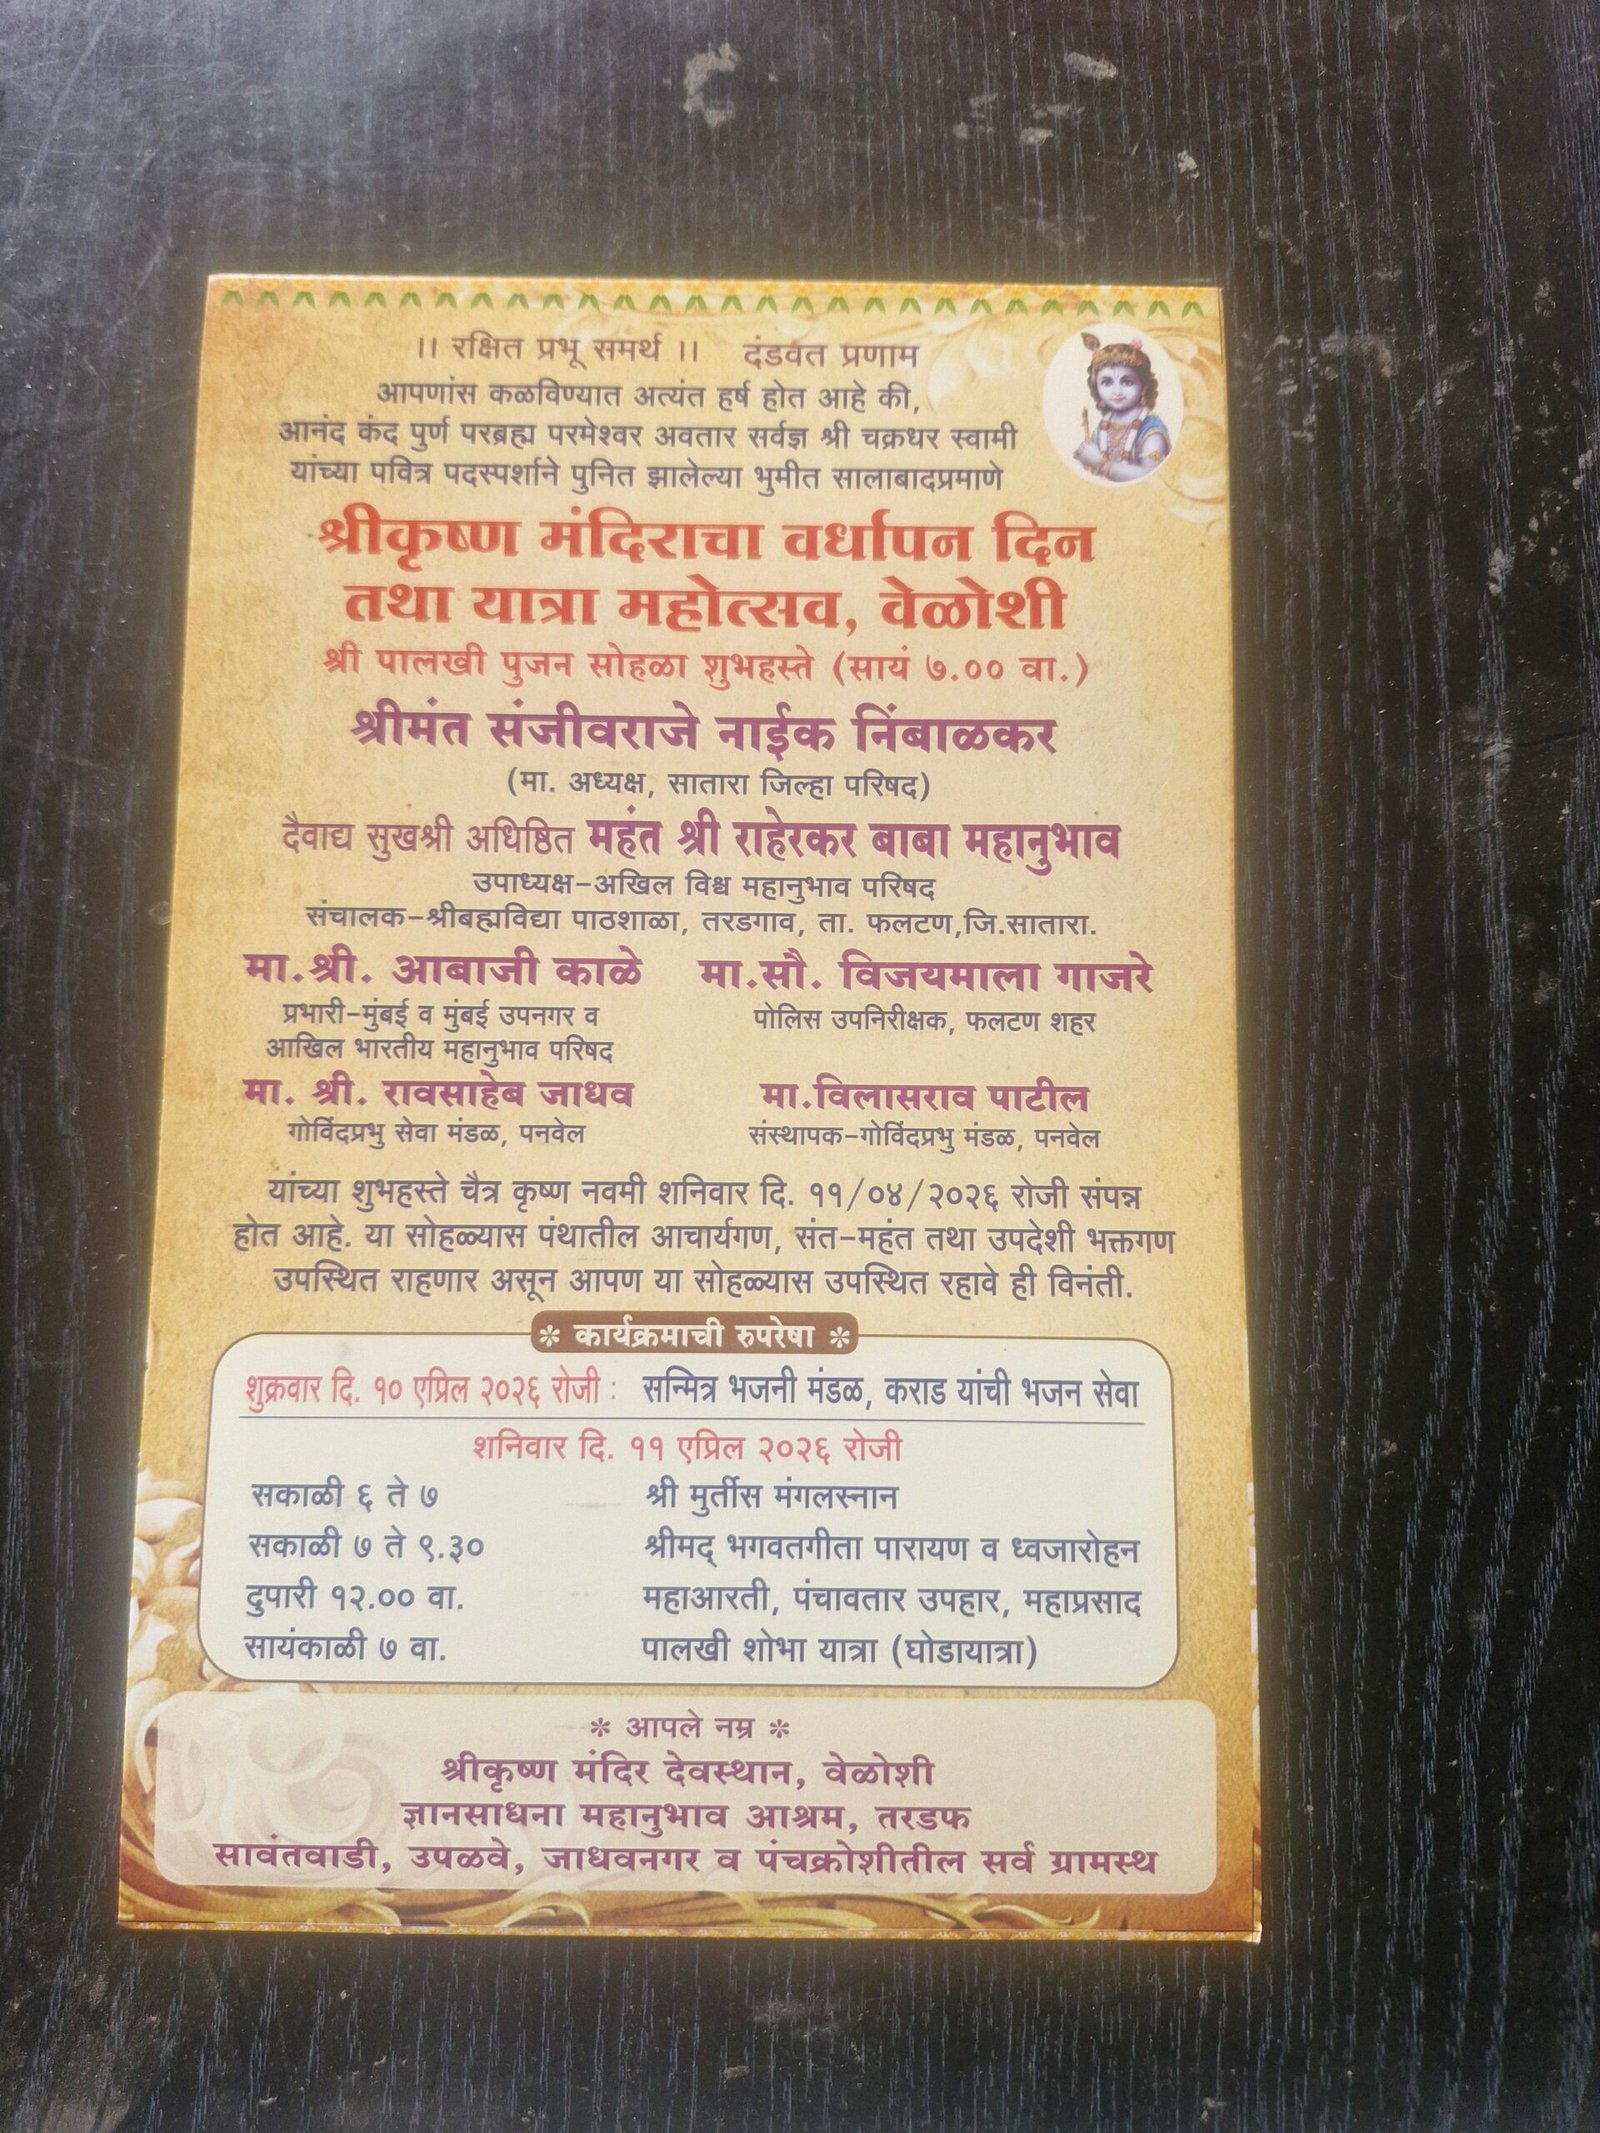 ।। रक्षित प्रभू समर्थ ।। दंडवत प्रणाम
आपणांस कळविण्यात अत्यंत हर्ष होत आहे की,
आनंद कंद पुर्ण परब्रह्म परमेश्वर अवतार सर्वज्ञ श्री चक्रधर स्वामी
यांच्या पवित्र पदस्पर्शाने पुनित झालेल्या भुमीत सालाबादप्रमाणे
श्रीकृष्ण मंदिराचा वर्धापन दिन
तथा यात्रा महोत्सव, वेळोशी
श्री पालखी पुजन सोहळा शुभहस्ते (सायं ७.०० वा.)
श्रीमंत संजीवराजे नाईक निंबाळकर
(मा. अध्यक्ष, सातारा जिल्हा परिषद)
दैवाद्य सुखश्री अधिष्ठित महंत श्री राहेरकर बाबा महानुभाव
उपाध्यक्ष-अखिल विश्व महानुभाव परिषद
संचालक-श्रीबह्मविद्या पाठशाळा, तरडगाव, ता. फलटण,जि.सातारा.
मा.श्री. आबाजी काळे मा.सौ. विजयमाला गाजरे
प्रभारी-मुंबई व मुंबई उपनगर व पोलिस उपनिरीक्षक, फलटण शहर
आखिल भारतीय महानुभाव परिषद
मा. श्री. रावसाहेब जाधव मा.विलासराव पाटील
गोविंदप्रभु सेवा मंडळ, पनवेल संस्थापक-गोविंदप्रभु मंडळ, पनवेल
यांच्या शुभहस्ते चैत्र कृष्ण नवमी शनिवार दि. ११/०४/२०२६ रोजी संपन्न
होत आहे. या सोहळ्यास पंथातील आचार्यगण, संत-महंत तथा उपदेशी भक्तगण
उपस्थित राहणार असून आपण या सोहळ्यास उपस्थित रहावे ही विनंती.
❇ कार्यक्रमाची रुपरेषा ❇
शुक्रवार दि. १० एप्रिल २०२६ रोजी : सन्मित्र भजनी मंडळ, कराड यांची भजन सेवा
शनिवार दि. ११ एप्रिल २०२६ रोजी
सकाळी ६ ते ७ श्री मुर्तीस मंगलस्नान
सकाळी ७ ते ९.३० श्रीमद् भगवतगीता पारायण व ध्वजारोहन
दुपारी १२.०० वा. महाआरती, पंचावतार उपहार, महाप्रसाद
सायंकाळी ७ वा. पालखी शोभा यात्रा (घोडायात्रा)
❇ आपले नम्र ❇
श्रीकृष्ण मंदिर देवस्थान, वेळोशी
ज्ञानसाधना महानुभाव आश्रम, तरडफ
सावंतवाडी, उपळवे, जाधवनगर व पंचक्रोशीतील सर्व ग्रामस्थ